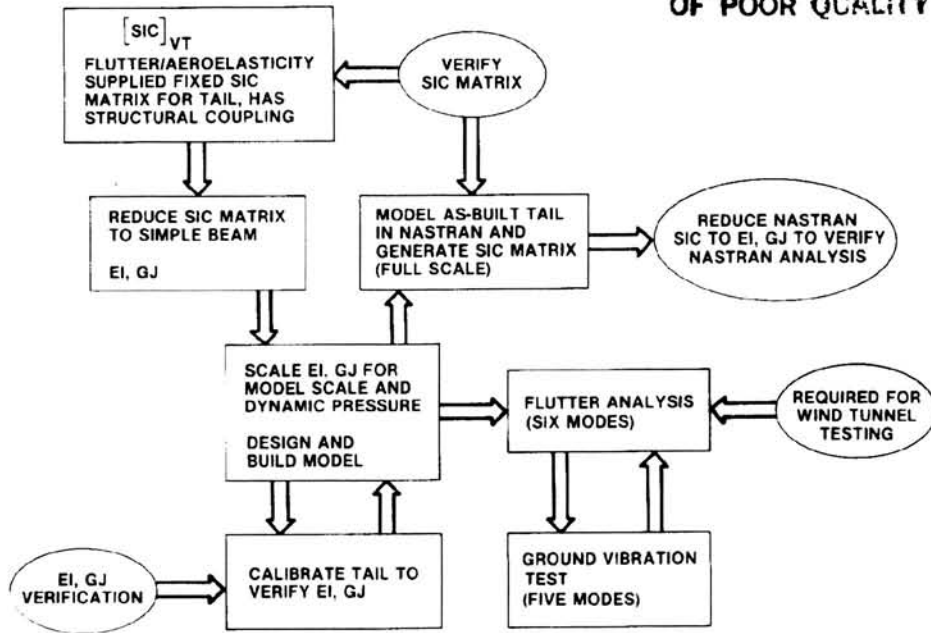 OF POOR QUALITY
[SIC]VT
FLUTTER/AEROELASTICITY
SUPPLIED FIXED SIC
MATRIX FOR TAIL, HAS
STRUCTURAL COUPLING
VERIFY
SIC MATRIX
REDUCE SIC MATRIX
TO SIMPLE BEAM
EI, GJ
MODEL AS-BUILT TAIL
IN NASTRAN AND
GENERATE SIC MATRIX
(FULL SCALE)
REDUCE NASTRAN
SIC TO EI, GJ TO VERIFY
NASTRAN ANALYSIS
SCALE EI, GJ FOR
MODEL SCALE AND
DYNAMIC PRESSURE
DESIGN AND
BUILD MODEL
FLUTTER ANALYSIS
(SIX MODES)
REQUIRED FOR
WIND TUNNEL
TESTING
EI, GJ
VERIFICATION
CALIBRATE TAIL TO
VERIFY EI, GJ
GROUND VIBRATION
TEST
(FIVE MODES)